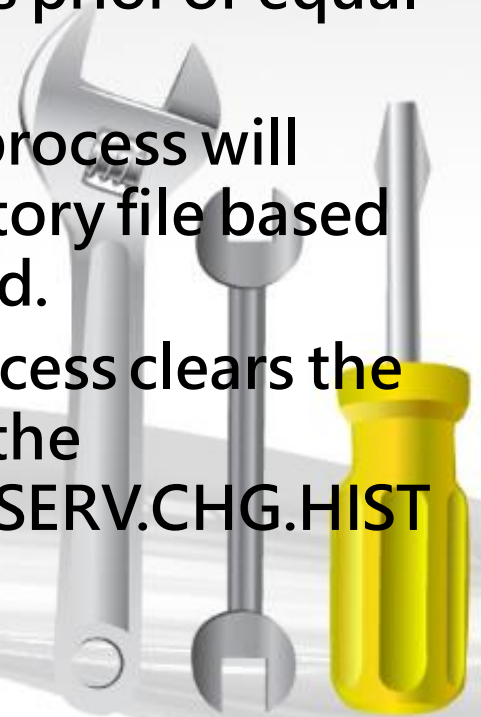 s prior or equal
process will
tory file based
d.
cess clears the
the
SERV.CHG.HIST